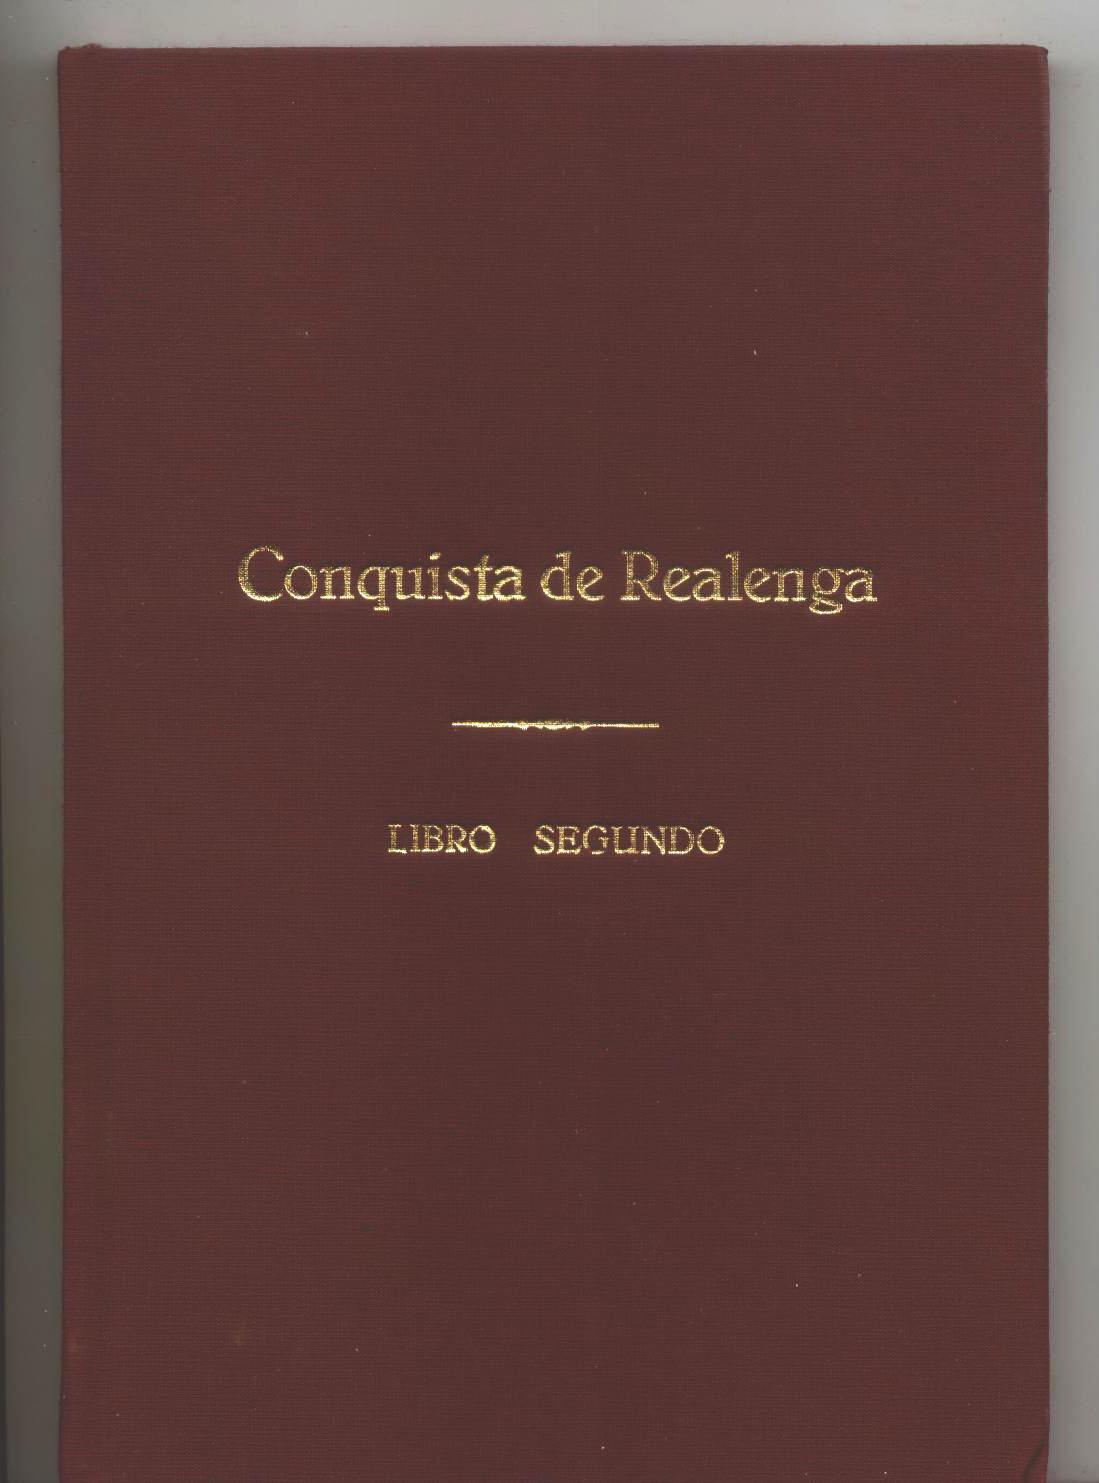 Conquista de Realenga
LIBRO SEGUNDO